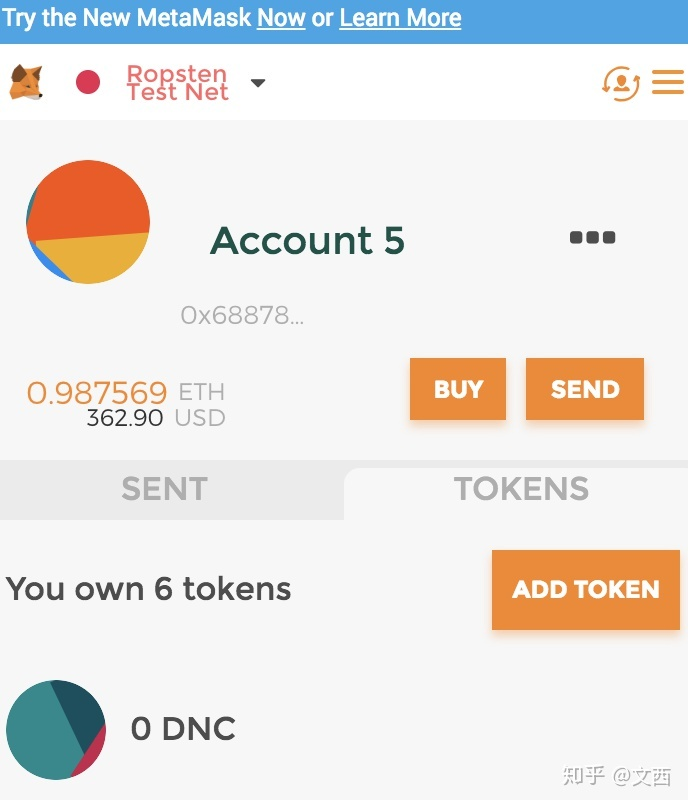 Try the New MetaMask Now or Learn More
Ropsten
Test Net
Account 5
0x68878...
0.987569 ETH
362.90 USD
BUY
SEND
SENT
TOKENS
You own 6 tokens
ADD TOKEN
0 DNC
知乎 @文西